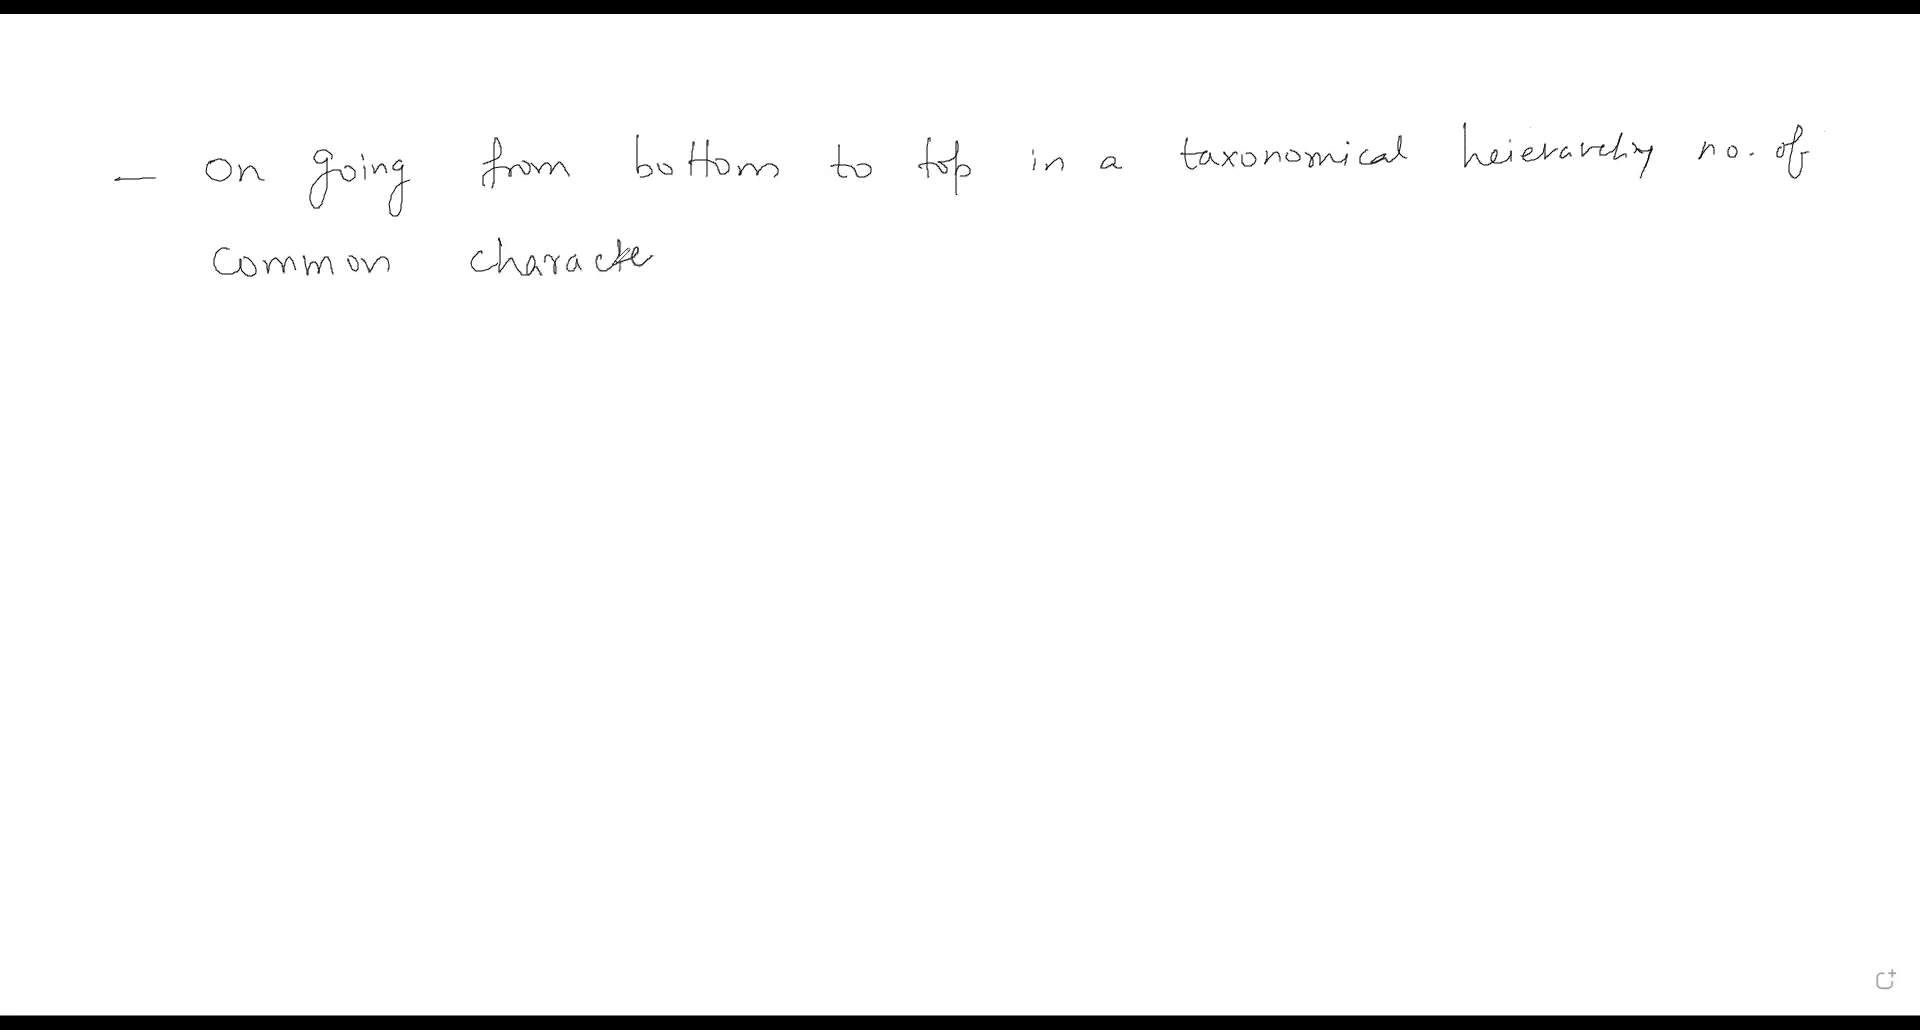 — on going from bottom to top in a taxonomical heierarchy no. of
common characte